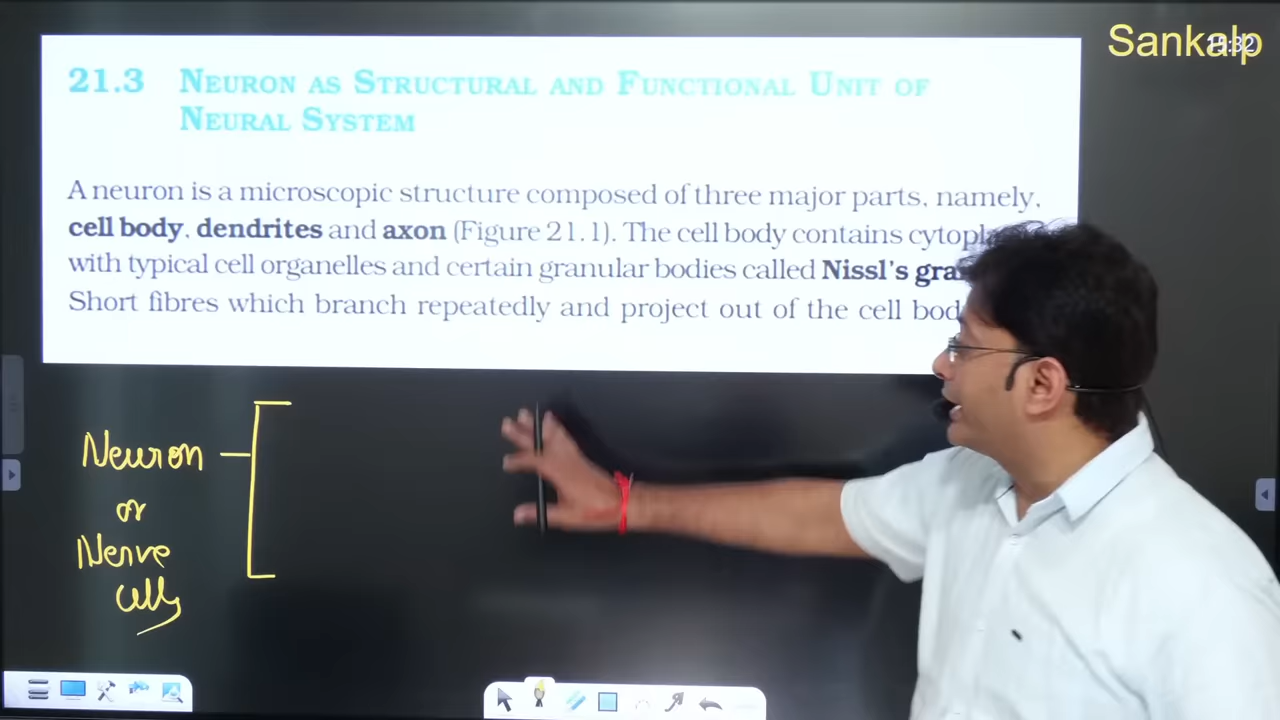 Sankalp
21.3 NEURON AS STRUCTURAL AND FUNCTIONAL UNIT OF
NEURAL SYSTEM
A neuron is a microscopic structure composed of three major parts, namely,
cell body, dendrites and axon (Figure 21.1). The cell body contains
with typical cell organelles and certain granular bodies called Nissl's
Short fibres which branch repeatedly and project out of the cell
Neuron
or
Nerve
cells